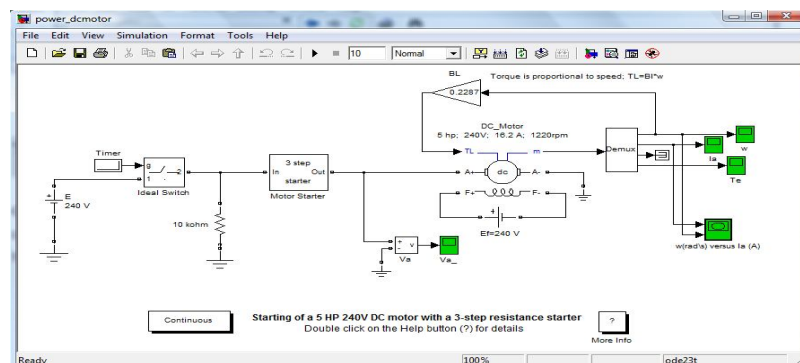 power_dcmotor
File Edit View Simulation Format Tools Help
10 Normal
BL
Torque is proportional to speed; TL=Bl*w
0.2287
DC_Motor
5 hp; 240V; 16.2 A; 1220rpm
TL m
Demux
w
Ia
Te
Timer
g
1 2
Ideal Switch
3 step
starter
In Out
Motor Starter
A+ dc A-
F+ F-
E
240 V
10 kohm
Ef=240 V
+
-
v
Va
Va_
w(rad\s) versus Ia (A)
Continuous
Starting of a 5 HP 240V DC motor with a 3-step resistance starter
Double click on the Help button (?) for details
?
More Info
Ready 100% ode23t